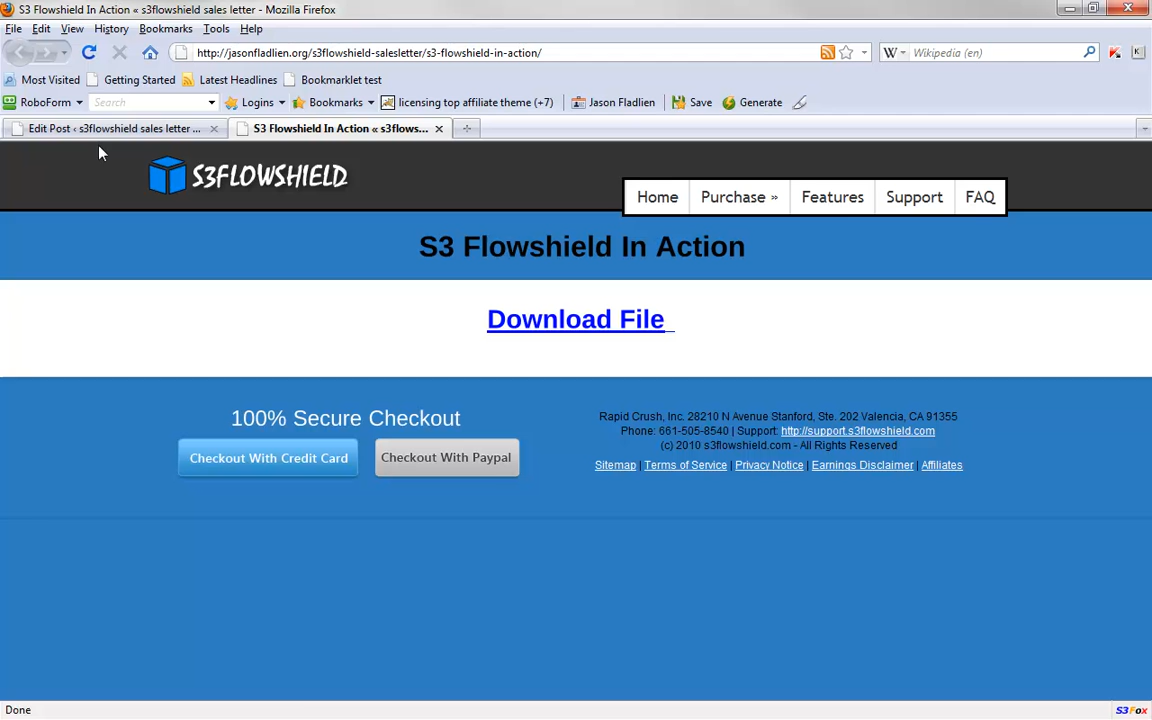 S3 Flowshield In Action « s3flowshield sales letter - Mozilla Firefox
File Edit View History Bookmarks Tools Help
http://jasonfladlien.org/s3flowshield-salesletter/s3-flowshield-in-action/ W Wikipedia (en) K
Most Visited Getting Started Latest Headlines Bookmarklet test
RoboForm Search Logins Bookmarks licensing top affiliate theme (+7) Jason Fladlien Save Generate
Edit Post ‹ s3flowshield sales letter ... S3 Flowshield In Action « s3flows...
S3FLOWSHIELD
Home Purchase » Features Support FAQ
S3 Flowshield In Action
Download File
100% Secure Checkout
Checkout With Credit Card Checkout With Paypal
Rapid Crush, Inc. 28210 N Avenue Stanford, Ste. 202 Valencia, CA 91355
Phone: 661-505-8540 | Support: http://support.s3flowshield.com
(c) 2010 s3flowshield.com - All Rights Reserved
Sitemap | Terms of Service | Privacy Notice | Earnings Disclaimer | Affiliates
Done S3Fox